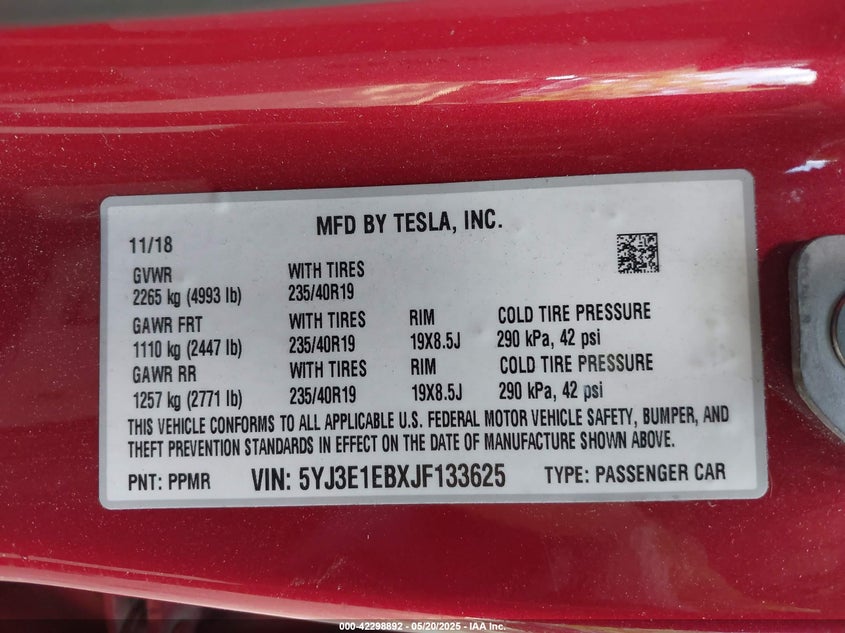 MFD BY TESLA, INC.
11/18
GVWR WITH TIRES
2265 kg (4993 lb) 235/40R19
GAWR FRT WITH TIRES RIM COLD TIRE PRESSURE
1110 kg (2447 lb) 235/40R19 19X8.5J 290 kPa, 42 psi
GAWR RR WITH TIRES RIM COLD TIRE PRESSURE
1257 kg (2771 lb) 235/40R19 19X8.5J 290 kPa, 42 psi
THIS VEHICLE CONFORMS TO ALL APPLICABLE U.S. FEDERAL MOTOR VEHICLE SAFETY, BUMPER, AND
THEFT PREVENTION STANDARDS IN EFFECT ON THE DATE OF MANUFACTURE SHOWN ABOVE.
PNT: PPMR VIN: 5YJ3E1EBXJF133625 TYPE: PASSENGER CAR
000-42298892 - 05/20/2025 - IAA Inc.